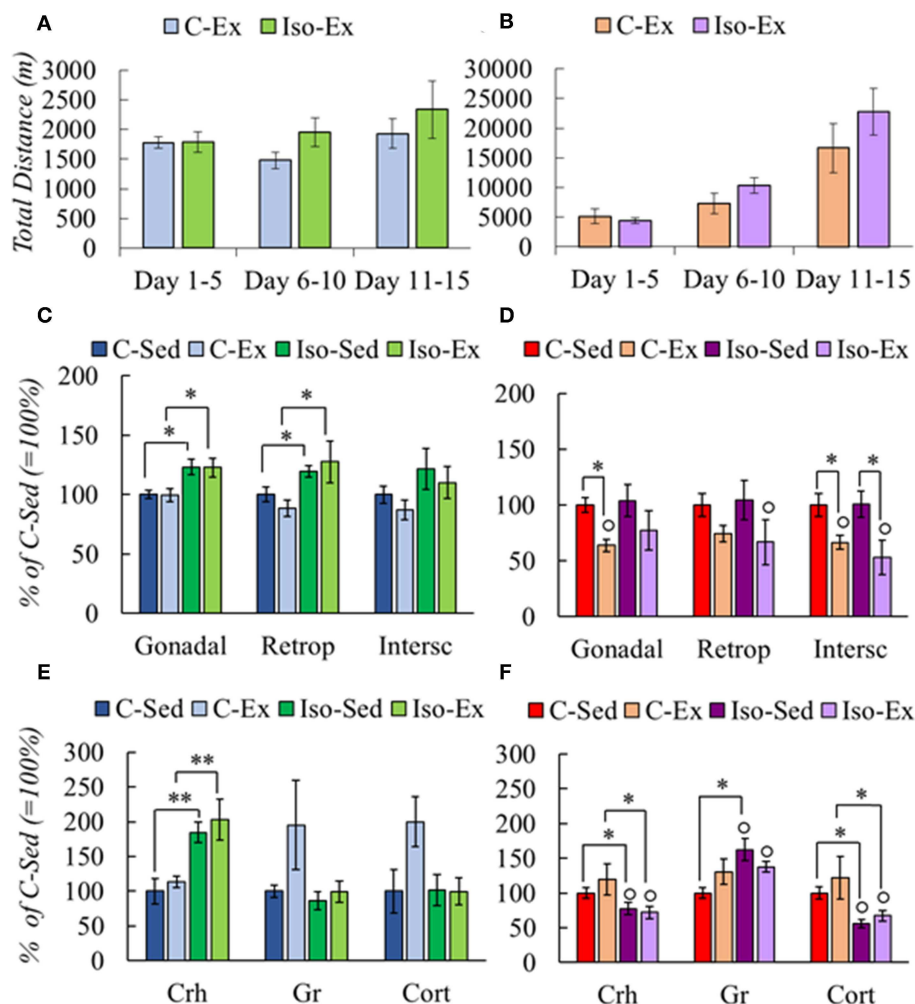 A
C-Ex Iso-Ex
Total Distance (m)
3000
2500
2000
1500
1000
500
0
Day 1-5 Day 6-10 Day 11-15
B
C-Ex Iso-Ex
30000
25000
20000
15000
10000
5000
0
Day 1-5 Day 6-10 Day 11-15
C
C-Sed C-Ex Iso-Sed Iso-Ex
% of C-Sed (=100%)
200
150
100
50
0
* *
* *
Gonadal Retrop Intersc
D
C-Sed C-Ex Iso-Sed Iso-Ex
200
150
100
50
0
* * *
Gonadal Retrop Intersc
E
C-Sed C-Ex Iso-Sed Iso-Ex
% of C-Sed (=100%)
300
250
200
150
100
50
0
**
**
Crh Gr Cort
F
C-Sed C-Ex Iso-Sed Iso-Ex
300
250
200
150
100
50
0
* * *
* *
Crh Gr Cort